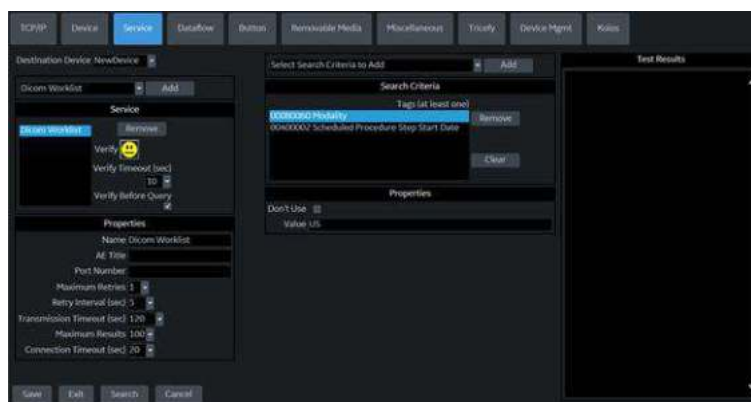 TCP/IP Device Service Dataflow Button Removable Media Miscellaneous Tricefy Device Mgmt Koios
Destination Device NewDevice
Dicom Worklist Add
Service
Dicom Worklist Remove
Verify
Verify Timeout (sec)
10
Verify Before Query
Properties
Name Dicom Worklist
AE Title
Port Number
Maximum Retries 1
Retry Interval (sec) 5
Transmission Timeout (sec) 120
Maximum Results 100
Connection Timeout (sec) 20
Save Exit Search Cancel
Select Search Criteria to Add Add
Search Criteria
Tags (at least one)
00080060 Modality Remove
00400002 Scheduled Procedure Step Start Date
Clear
Properties
Don't Use
Value US
Test Results